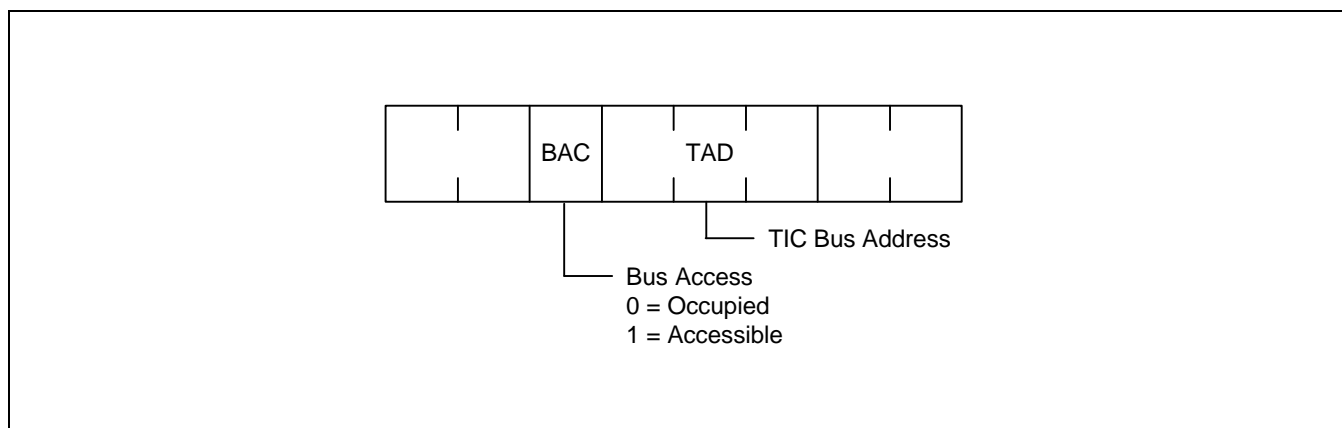 BAC TAD
TIC Bus Address
Bus Access
0 = Occupied
1 = Accessible